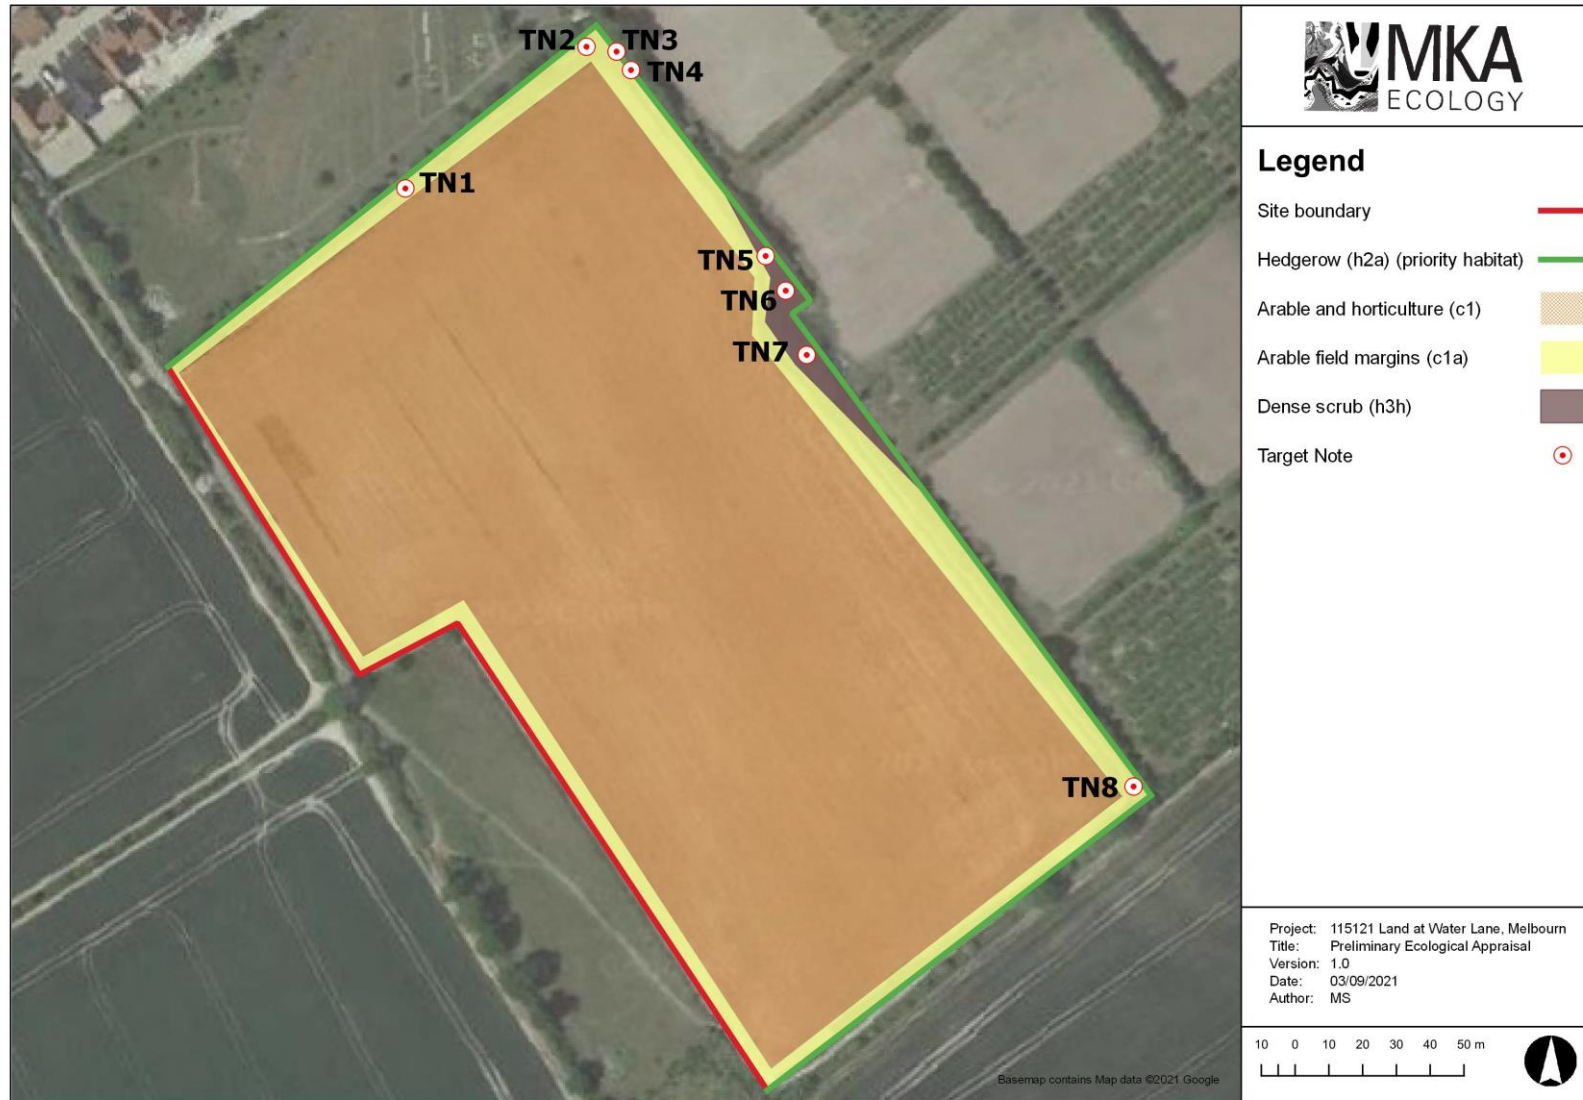 TN2
TN3
TN4
TN1
TN5
TN6
TN7
TN8
Basemap contains Map data ©2021 Google
MKA
ECOLOGY
Legend
Site boundary
Hedgerow (h2a) (priority habitat)
Arable and horticulture (c1)
Arable field margins (c1a)
Dense scrub (h3h)
Target Note
Project: 115121 Land at Water Lane, Melbourn
Title: Preliminary Ecological Appraisal
Version: 1.0
Date: 03/09/2021
Author: MS
10 0 10 20 30 40 50 m